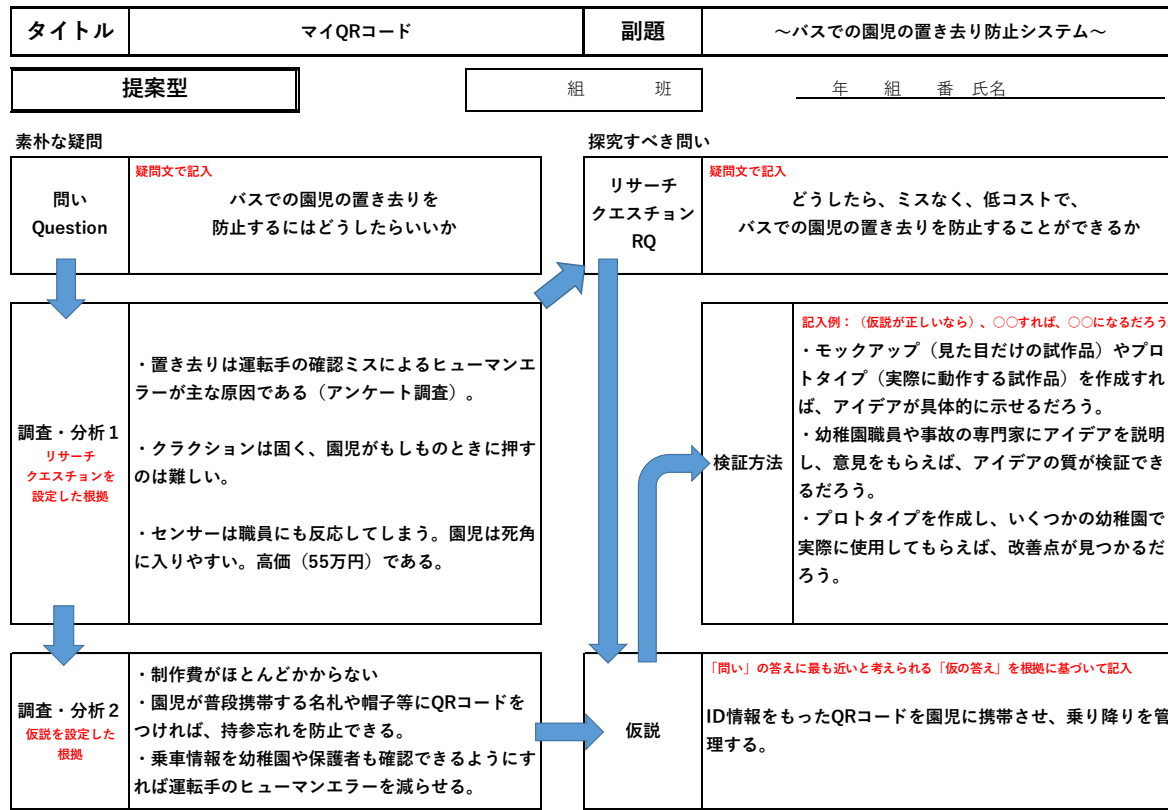 タイトル
マイQRコード
副題
～バスでの園児の置き去り防止システム～
提案型
組 班
年 組 番 氏名
素朴な疑問
問い
Question
疑問文で記入
バスでの園児の置き去りを
防止するにはどうしたらいいか
探究すべき問い
リサーチ
クエスチョン
RQ
疑問文で記入
どうしたら、ミスなく、低コストで、
バスでの園児の置き去りを防止することができるか
調査・分析１
リサーチ
クエスチョンを
設定した根拠
・置き去りは運転手の確認ミスによるヒューマンエ
ラーが主な原因である（アンケート調査）。
・クラクションは固く、園児がもしものときに押す
のは難しい。
・センサーは職員にも反応してしまう。園児は死角
に入りやすい。高価（55万円）である。
検証方法
記入例：（仮説が正しいなら）、○○すれば、○○になるだろう
・モックアップ（見た目だけの試作品）やプロ
トタイプ（実際に動作する試作品）を作成すれ
ば、アイデアが具体的に示せるだろう。
・幼稚園職員や事故の専門家にアイデアを説明
し、意見をもらえば、アイデアの質が検証でき
るだろう。
・プロトタイプを作成し、いくつかの幼稚園で
実際に使用してもらえば、改善点が見つかるだ
ろう。
調査・分析２
仮説を設定した
根拠
・制作費がほとんどかからない
・園児が普段携帯する名札や帽子等にQRコードを
つければ、持参忘れを防止できる。
・乗車情報を幼稚園や保護者も確認できるようにす
れば運転手のヒューマンエラーを減らせる。
仮説
「問い」の答えに最も近いと考えられる「仮の答え」を根拠に基づいて記入
ID情報をもったQRコードを園児に携帯させ、乗り降りを管
理する。